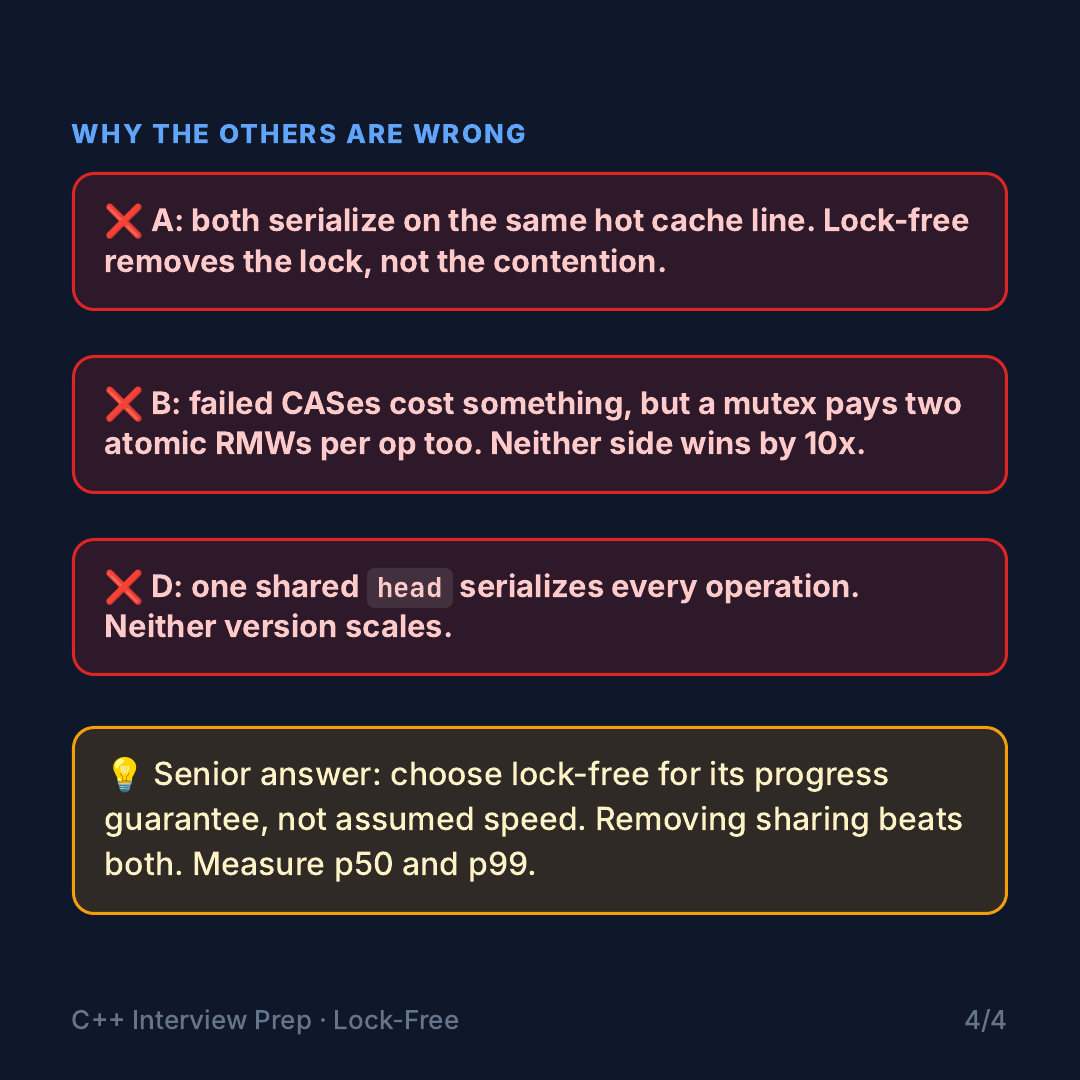 WHY THE OTHERS ARE WRONG
❌ A: both serialize on the same hot cache line. Lock-free
removes the lock, not the contention.
❌ B: failed CASes cost something, but a mutex pays two
atomic RMWs per op too. Neither side wins by 10x.
❌ D: one shared head serializes every operation.
Neither version scales.
💡 Senior answer: choose lock-free for its progress
guarantee, not assumed speed. Removing sharing beats
both. Measure p50 and p99.
C++ Interview Prep · Lock-Free
4/4